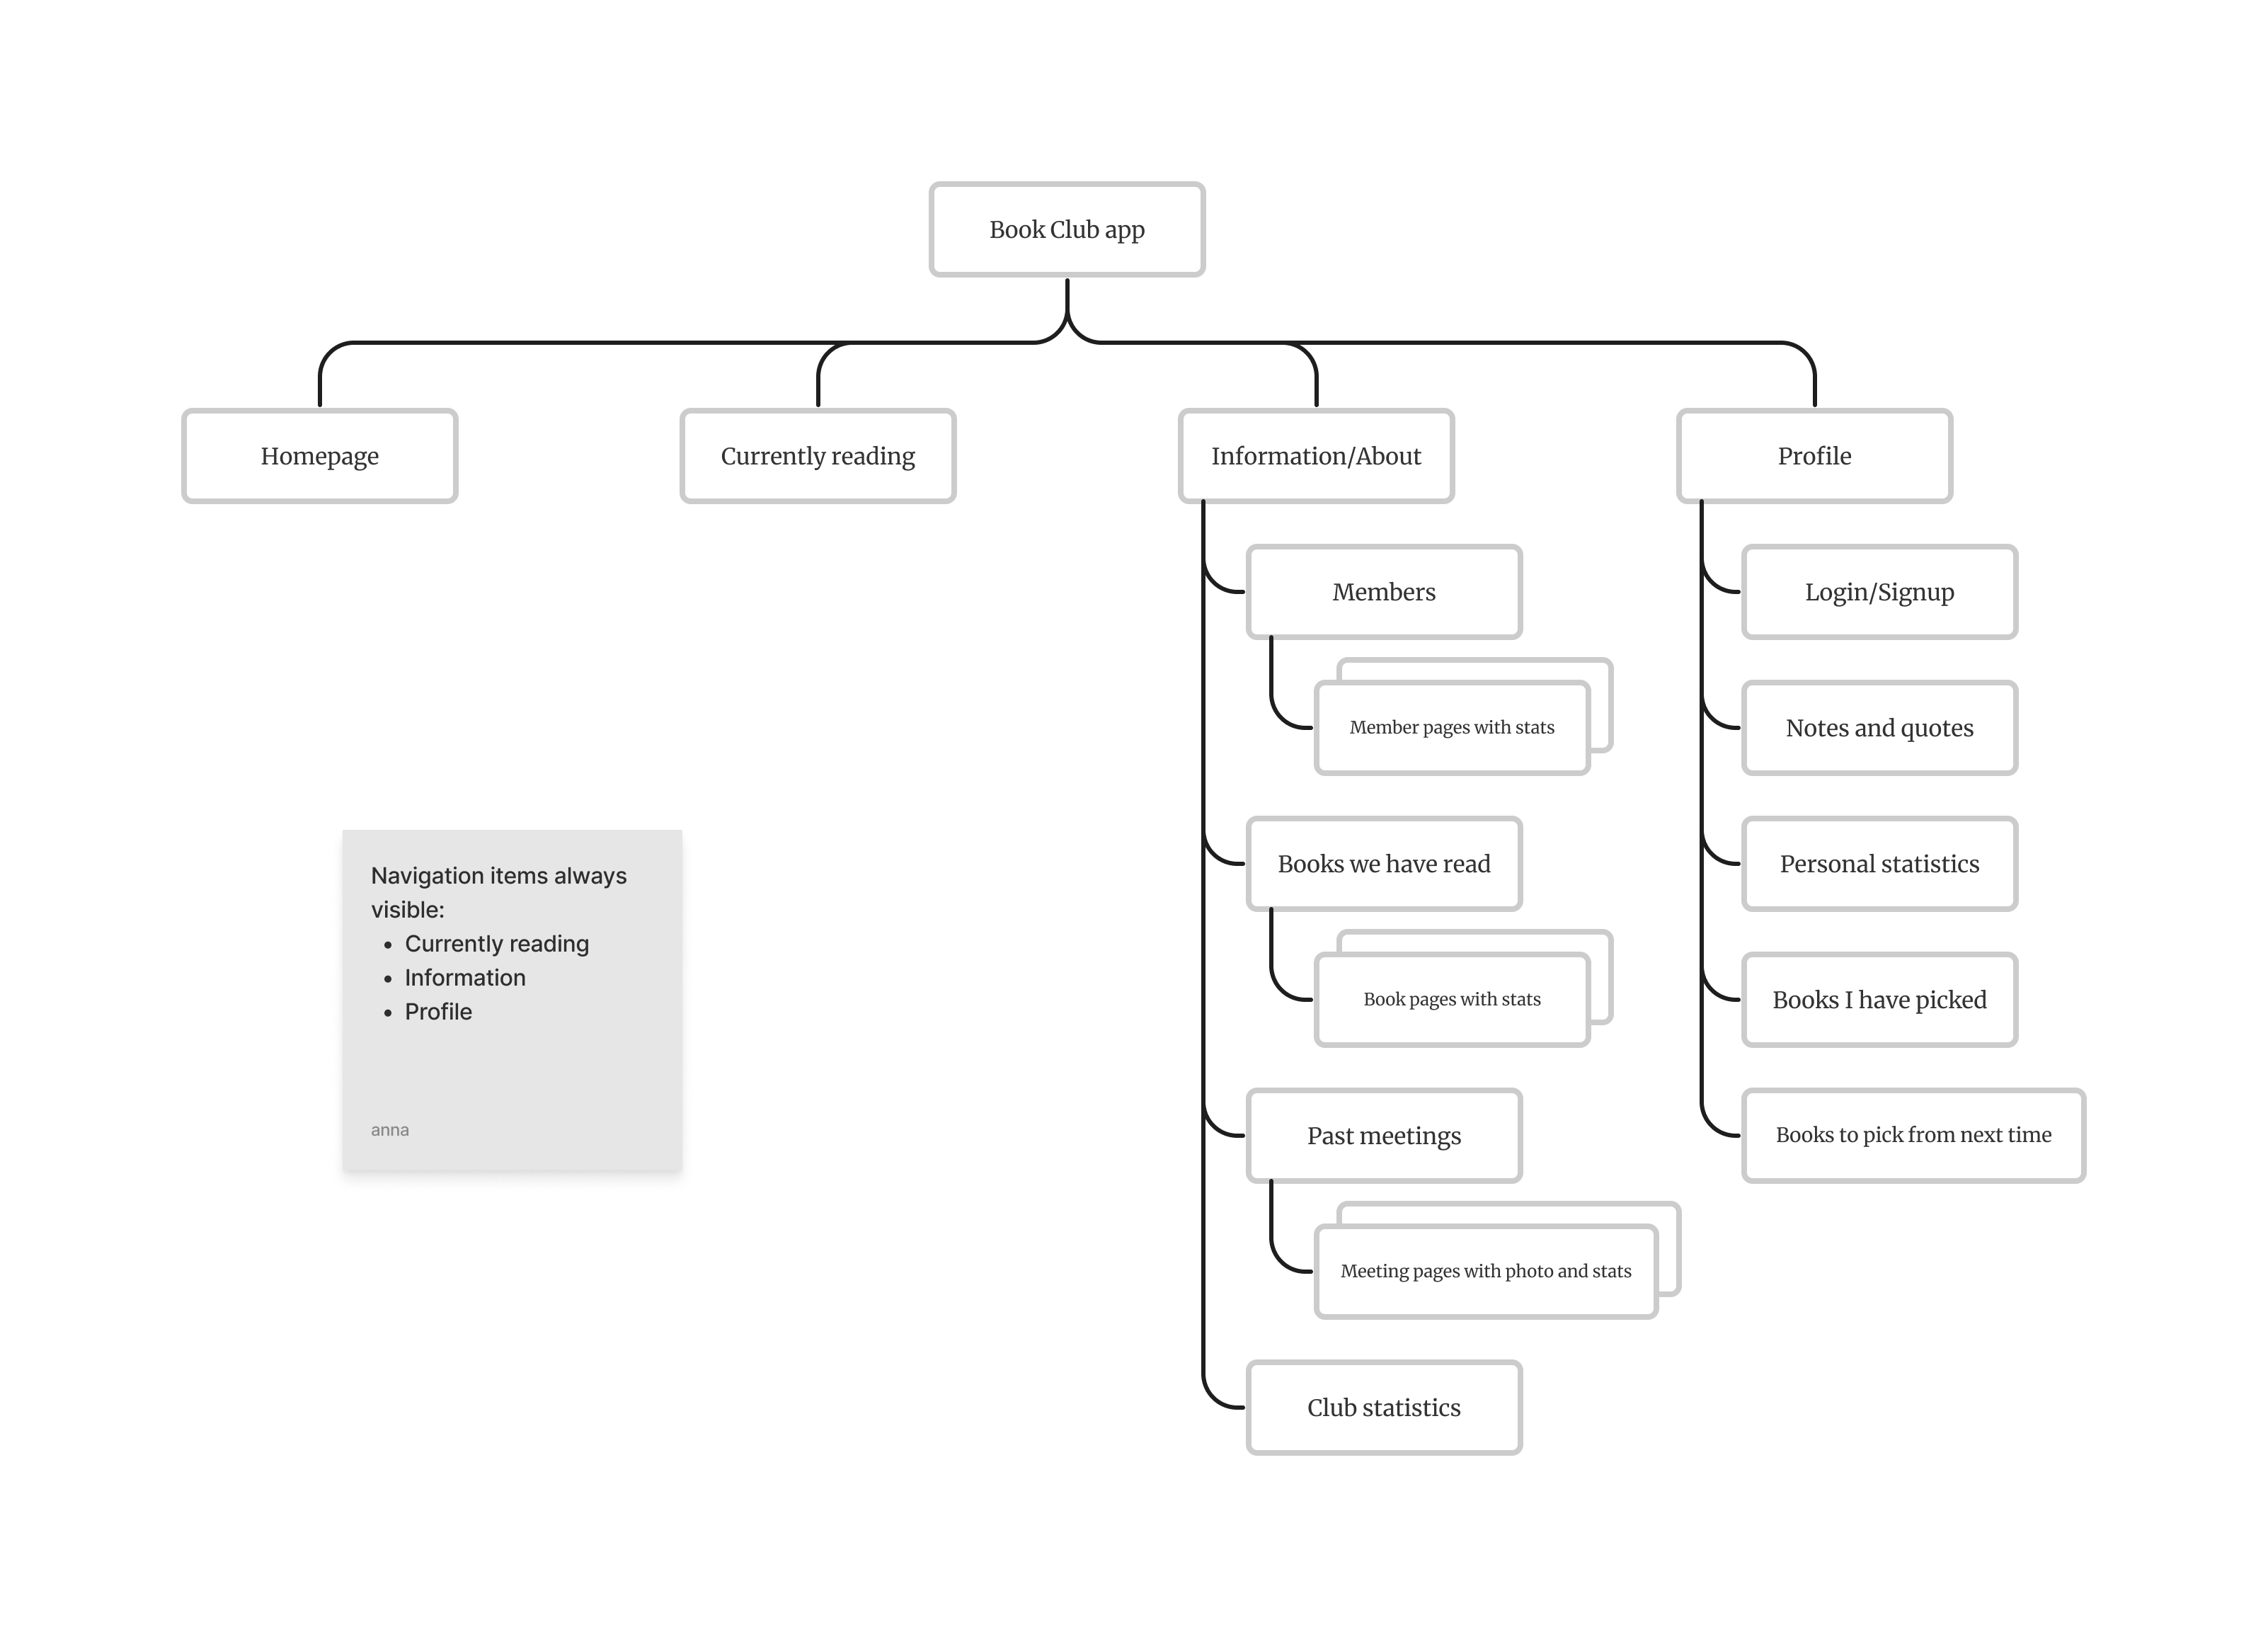 Book Club app
Homepage
Currently reading
Information/About
Profile
Members
Member pages with stats
Books we have read
Book pages with stats
Past meetings
Meeting pages with photo and stats
Club statistics
Login/Signup
Notes and quotes
Personal statistics
Books I have picked
Books to pick from next time
Navigation items always
visible:
• Currently reading
• Information
• Profile
anna